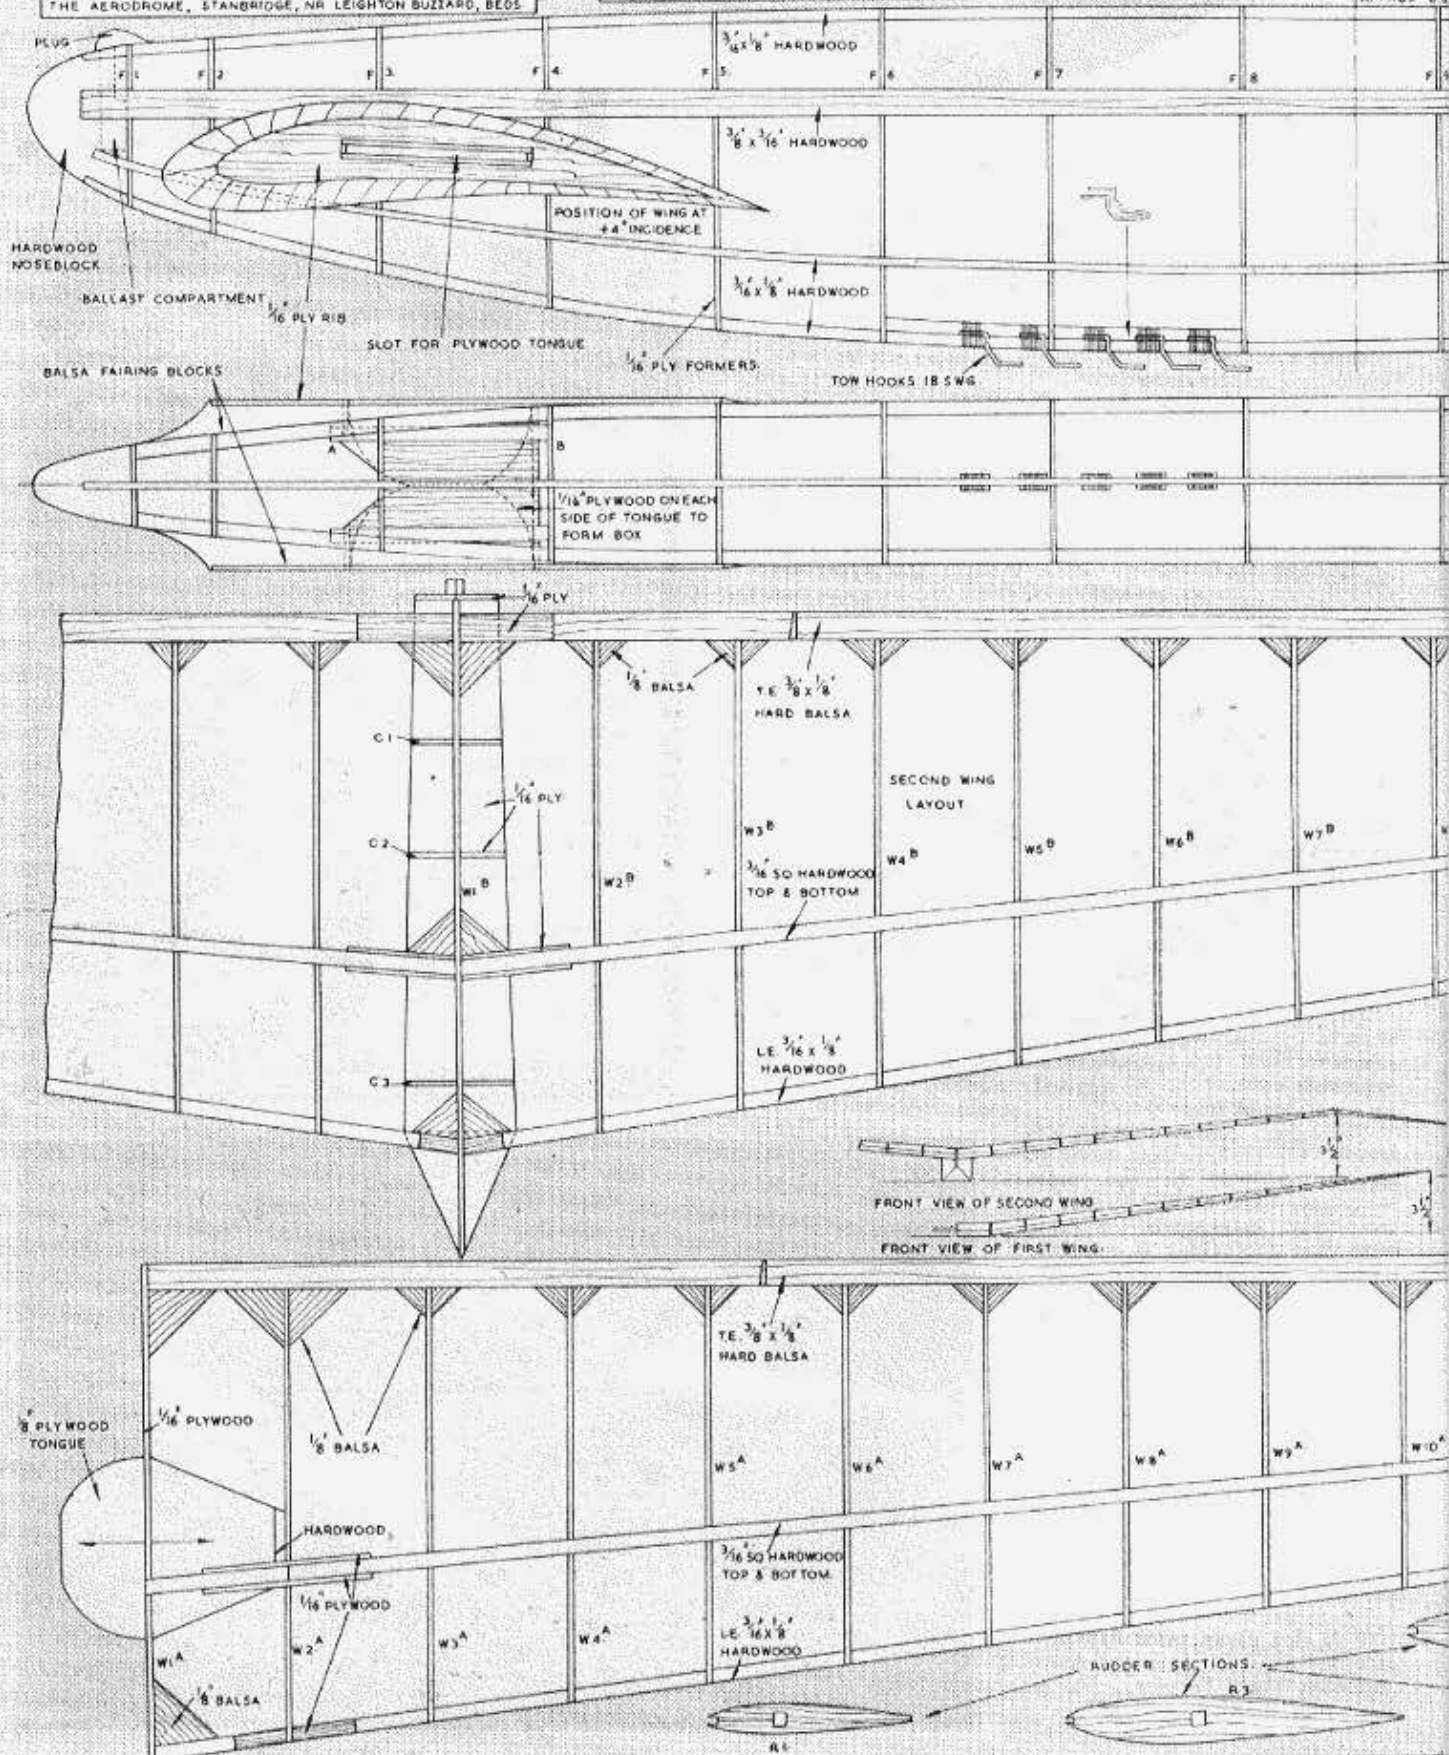 THE AERODROME, STANBRIDGE, NR LEIGHTON BUZZARD, BEDS
PLUG
3/16" x 1/8" HARDWOOD
F 1.
F 2
F 3.
F 4.
F 5.
F 6
F 7
F 8
F 9
3/8" x 3/16" HARDWOOD
POSITION OF WING AT
+4° INCIDENCE
HARDWOOD
NOSEBLOCK
BALLAST COMPARTMENT
1/16" PLY RIB
3/16" x 1/8" HARDWOOD
SLOT FOR PLYWOOD TONGUE
1/16" PLY FORMERS.
BALSA FAIRING BLOCKS
TOW HOOKS 18 SWG.
A
B
1/16" PLYWOOD ON EACH
SIDE OF TONGUE TO
FORM BOX
1/16" PLY
1/8" BALSA
T.E. 3/8" x 1/8"
HARD BALSA
C 1
1/16" PLY
SECOND WING
LAYOUT
C 2
W1 B
W2 B
W3 B
W4 B
W5 B
W6 B
W7 B
3/16" SQ HARDWOOD
TOP & BOTTOM
C 3
L.E. 3/16" x 1/8"
HARDWOOD
3 1/2"
FRONT VIEW OF SECOND WING
3 1/2"
FRONT VIEW OF FIRST WING.
T.E. 3/8" x 1/8"
HARD BALSA
1/8" PLYWOOD
TONGUE
1/16" PLYWOOD
1/8" BALSA
W5 A
W6 A
W7 A
W8 A
W9 A
W10 A
HARDWOOD
3/16" SQ HARDWOOD
TOP & BOTTOM.
1/16" PLYWOOD
W1 A
W2 A
W3 A
W4 A
L.E. 3/16" x 1/8"
HARDWOOD
1/8" BALSA
RUDDER SECTIONS.
R 3
R 1